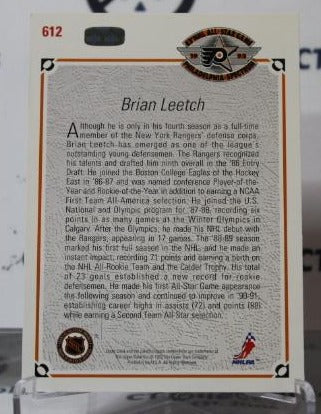 612
NHL ALL-STAR GAME
PHILADELPHIA SPECTRUM
Brian Leetch
Although he is only in his fourth season as a full-time
member of the New York Rangers' defense corps,
Brian Leetch has emerged as one of the league's
outstanding young defensemen. The Rangers recognized
his talents and drafted him ninth overall in the '86 Entry
Draft. He joined the Boston College Eagles of the Hockey
East in '86-87 and was named conference Player-of-the-
Year and Rookie-of-the-Year in addition to earning a NCAA
First Team All-America selection. He joined the U.S.
National and Olympic program for '87-88, recording
six points in as many games at the Winter Olympics in
Calgary. After the Olympics, he made his NHL debut with
the Rangers, appearing in 17 games. The '88-89 season
marked his first full season in the NHL and he made an
instant impact, recording 71 points and earning a berth on
the NHL All-Rookie Team and the Calder Trophy. His
total of 23 goals established a new record for rookie
defensemen. He made his first All-Star Game appearance
the following season and continued to improve in '90-91,
establishing career highs in assists (72) and points (88)
while earning a Second Team All-Star selection.
NHLPA